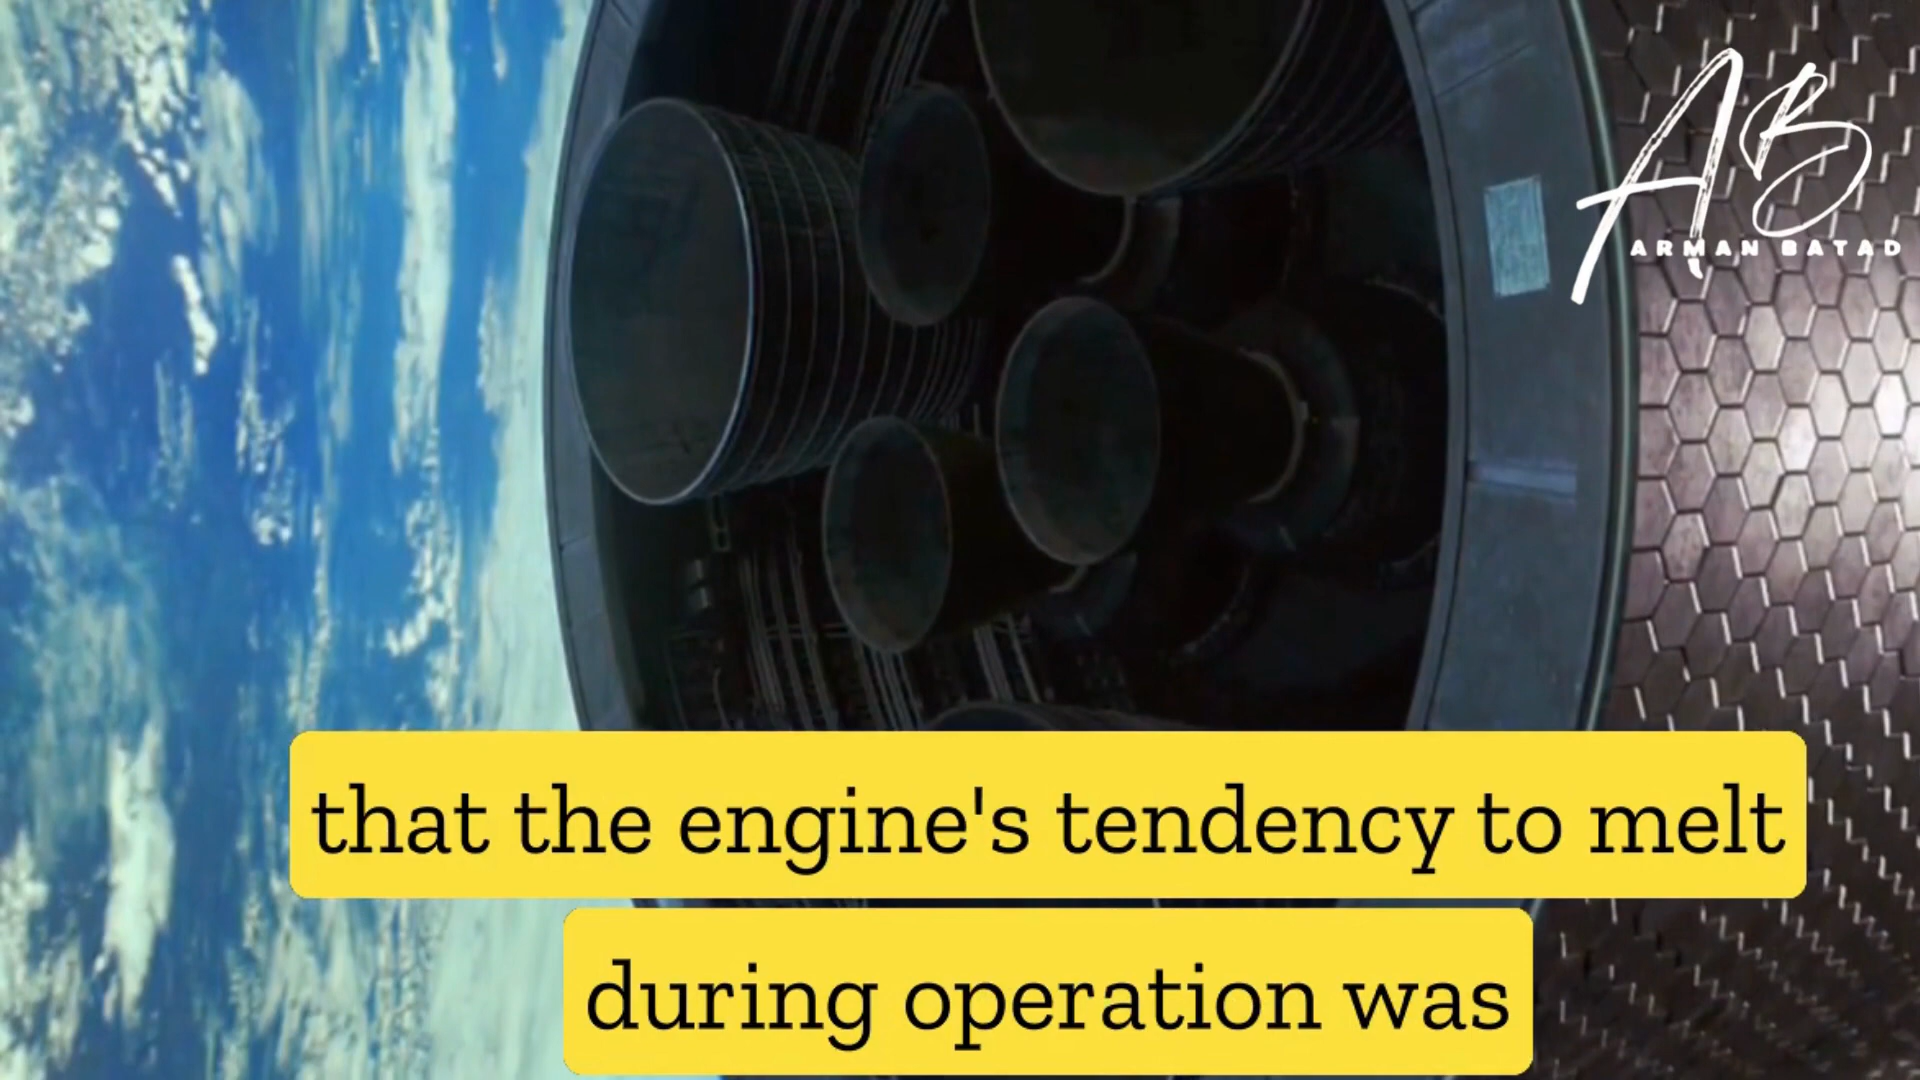 AB
ARMAN BATAD
that the engine's tendency to melt
during operation was